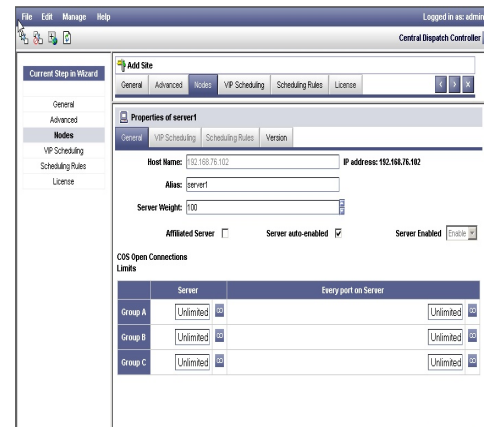 File Edit Manage Help Logged in as: admin
Central Dispatch Controller
Current Step in Wizard
General
Advanced
Nodes
VIP Scheduling
Scheduling Rules
License
Add Site
General Advanced Nodes VIP Scheduling Scheduling Rules License
Properties of server1
General VIP Scheduling Scheduling Rules Version
Host Name: 192.168.76.102 IP address: 192.168.76.102
Alias: server1
Server Weight: 100
Affiliated Server Server auto-enabled Server Enabled Enable
COS Open Connections
Limits
Server Every port on Server
Group A Unlimited Unlimited
Group B Unlimited Unlimited
Group C Unlimited Unlimited